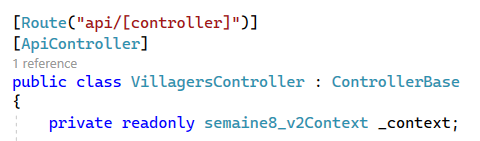 [Route("api/[controller]")]
[ApiController]
1 reference
public class VillagersController : ControllerBase
{
private readonly semaine8_v2Context _context;